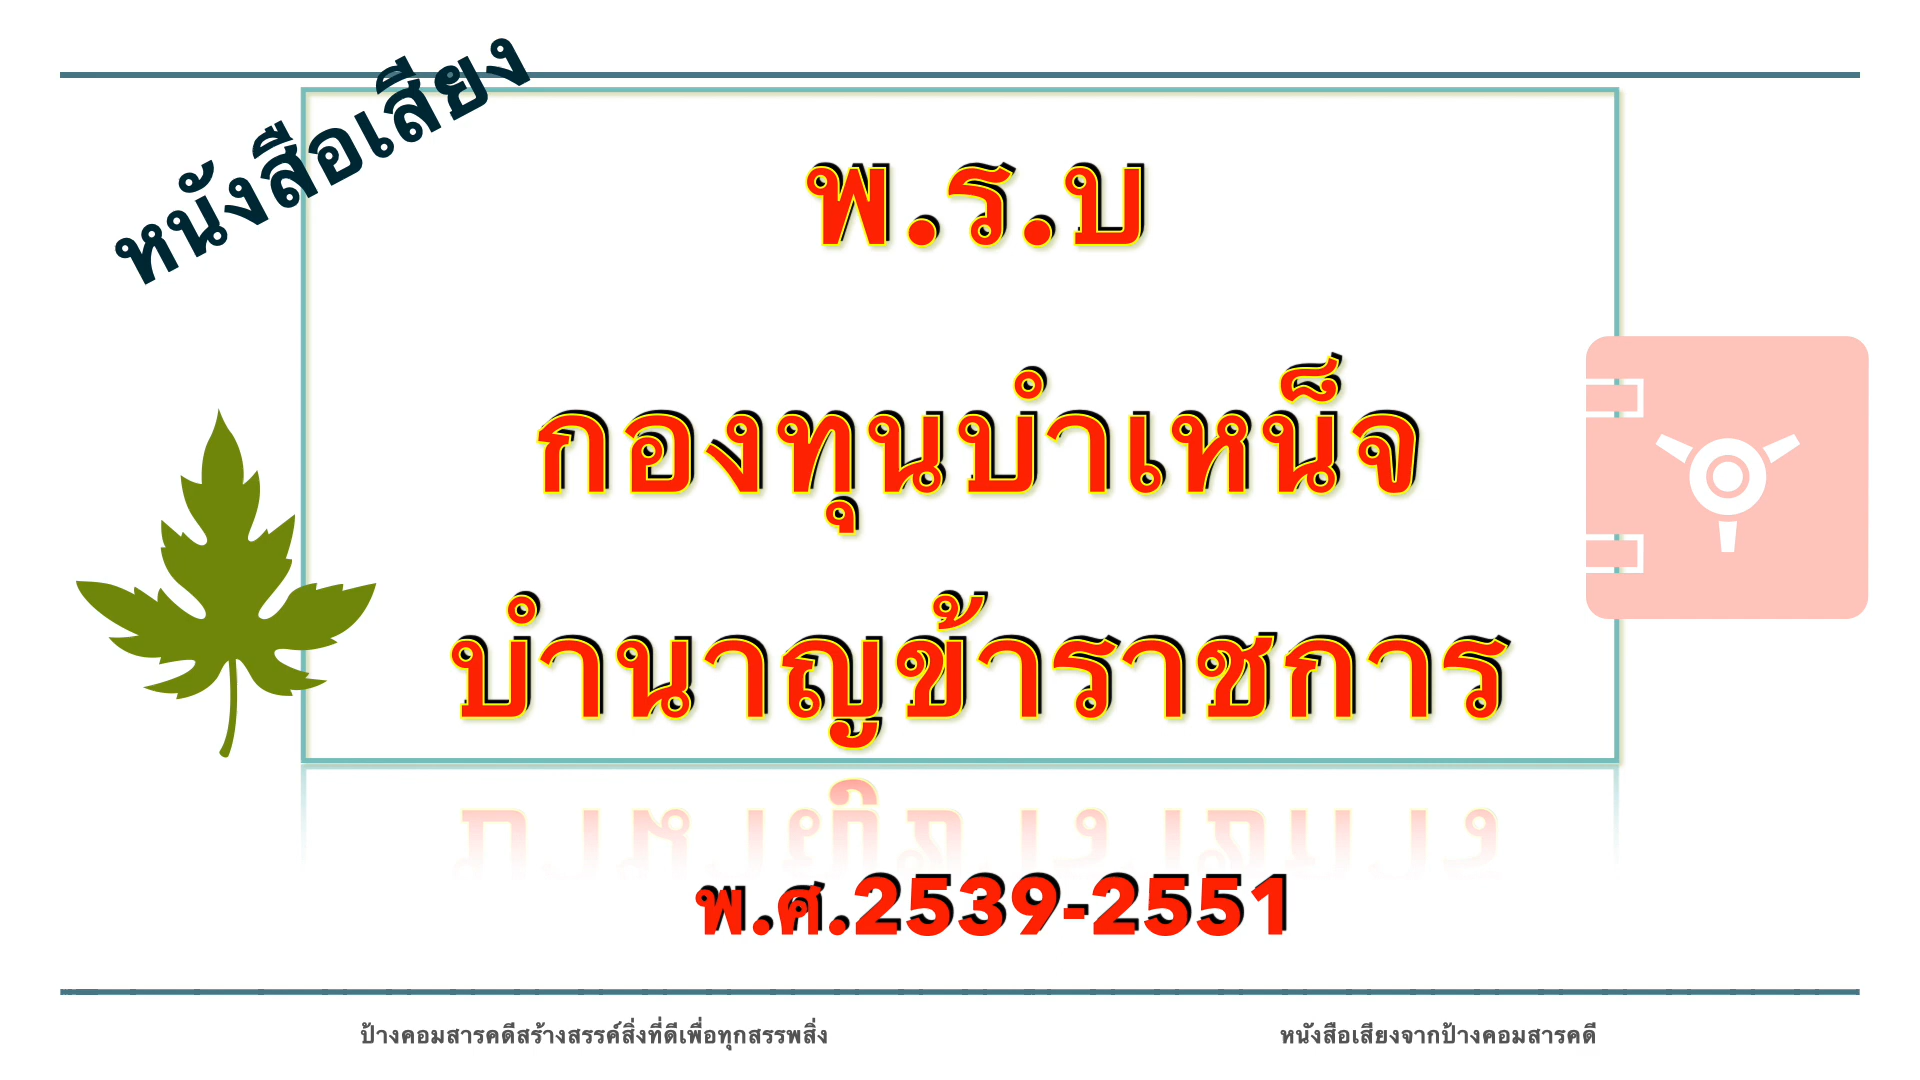 หนังสือเสียง
พ.ร.บ
กองทุนบำเหน็จ
บำนาญข้าราชการ
พ.ศ.2539-2551
ป้างคอมสารคดีสร้างสรรค์สิ่งที่ดีเพื่อทุกสรรพสิ่ง
หนังสือเสียงจากป้างคอมสารคดี